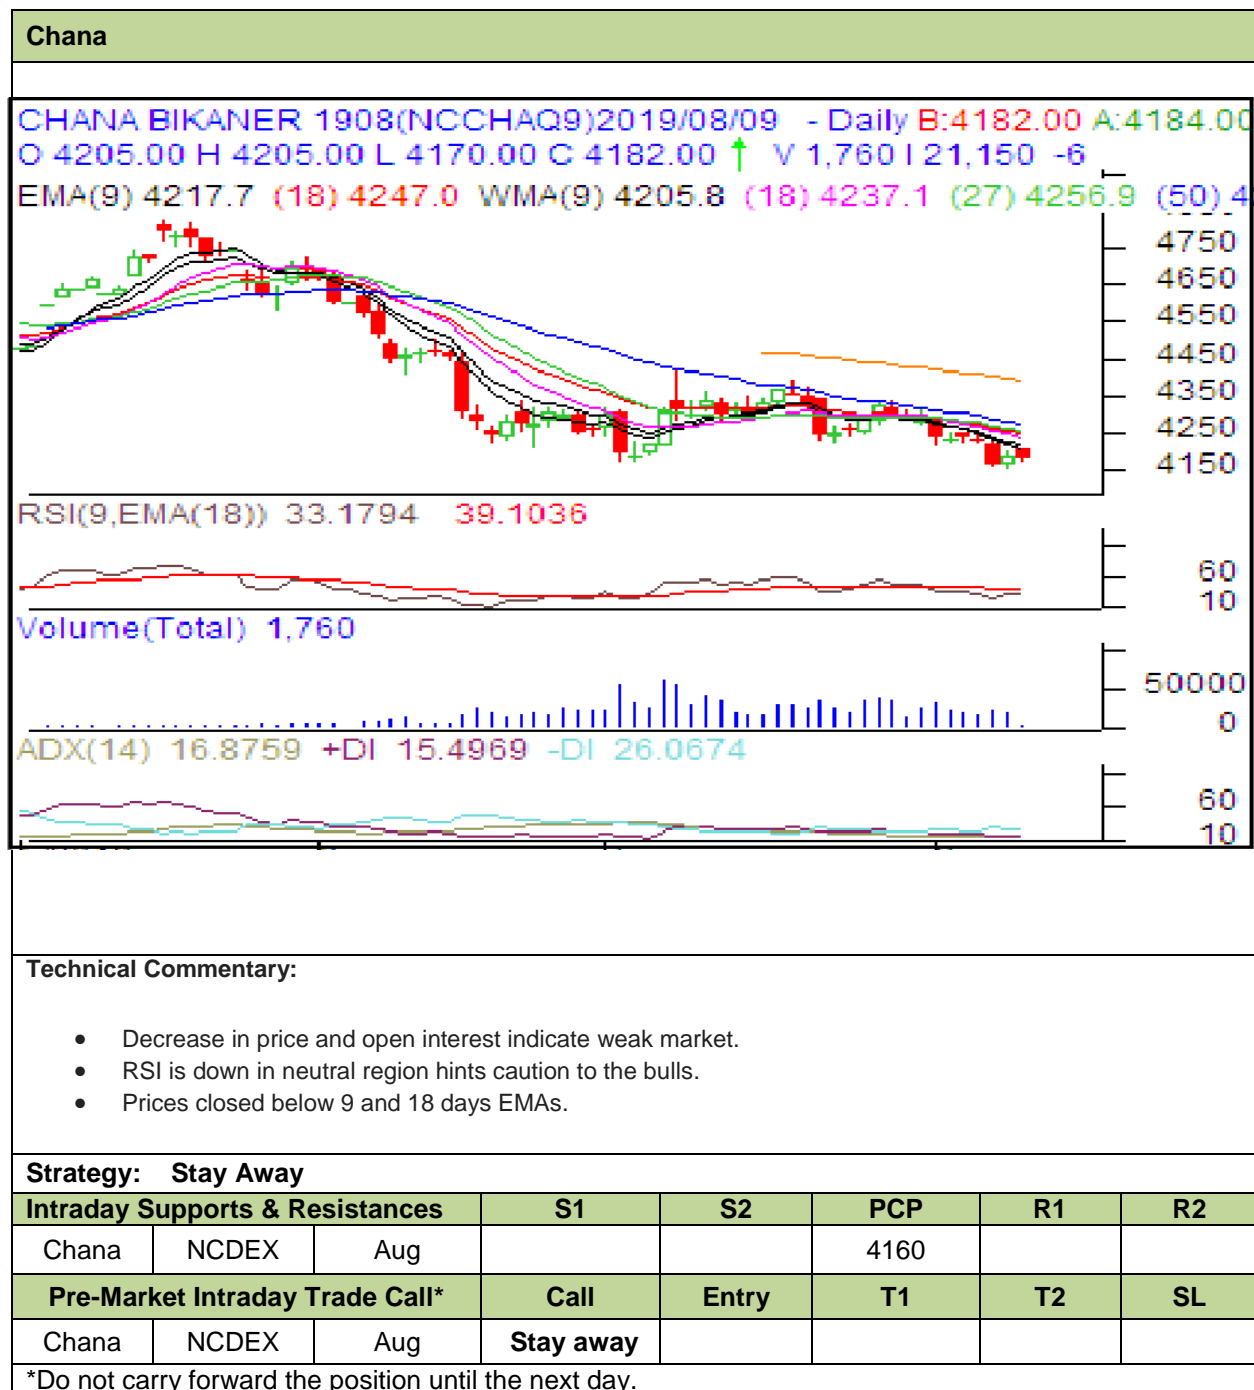 Chana
CHANA BIKANER 1908(NCCHAQ9)2019/08/09 - Daily B:4182.00 A:4184.00
O 4205.00 H 4205.00 L 4170.00 C 4182.00 ↑ V 1,760 I 21,150 -6
EMA(9) 4217.7 (18) 4247.0 WMA(9) 4205.8 (18) 4237.1 (27) 4256.9 (50)
4750
4650
4550
4450
4350
4250
4150
RSI(9,EMA(18)) 33.1794 39.1036
60
10
Volume(Total) 1,760
50000
0
ADX(14) 16.8759 +DI 15.4969 -DI 26.0674
60
10
Technical Commentary:
• Decrease in price and open interest indicate weak market.
• RSI is down in neutral region hints caution to the bulls.
• Prices closed below 9 and 18 days EMAs.
Strategy: Stay Away
Intraday Supports & Resistances S1 S2 PCP R1 R2
Chana NCDEX Aug 4160
Pre-Market Intraday Trade Call* Call Entry T1 T2 SL
Chana NCDEX Aug Stay away
*Do not carry forward the position until the next day.